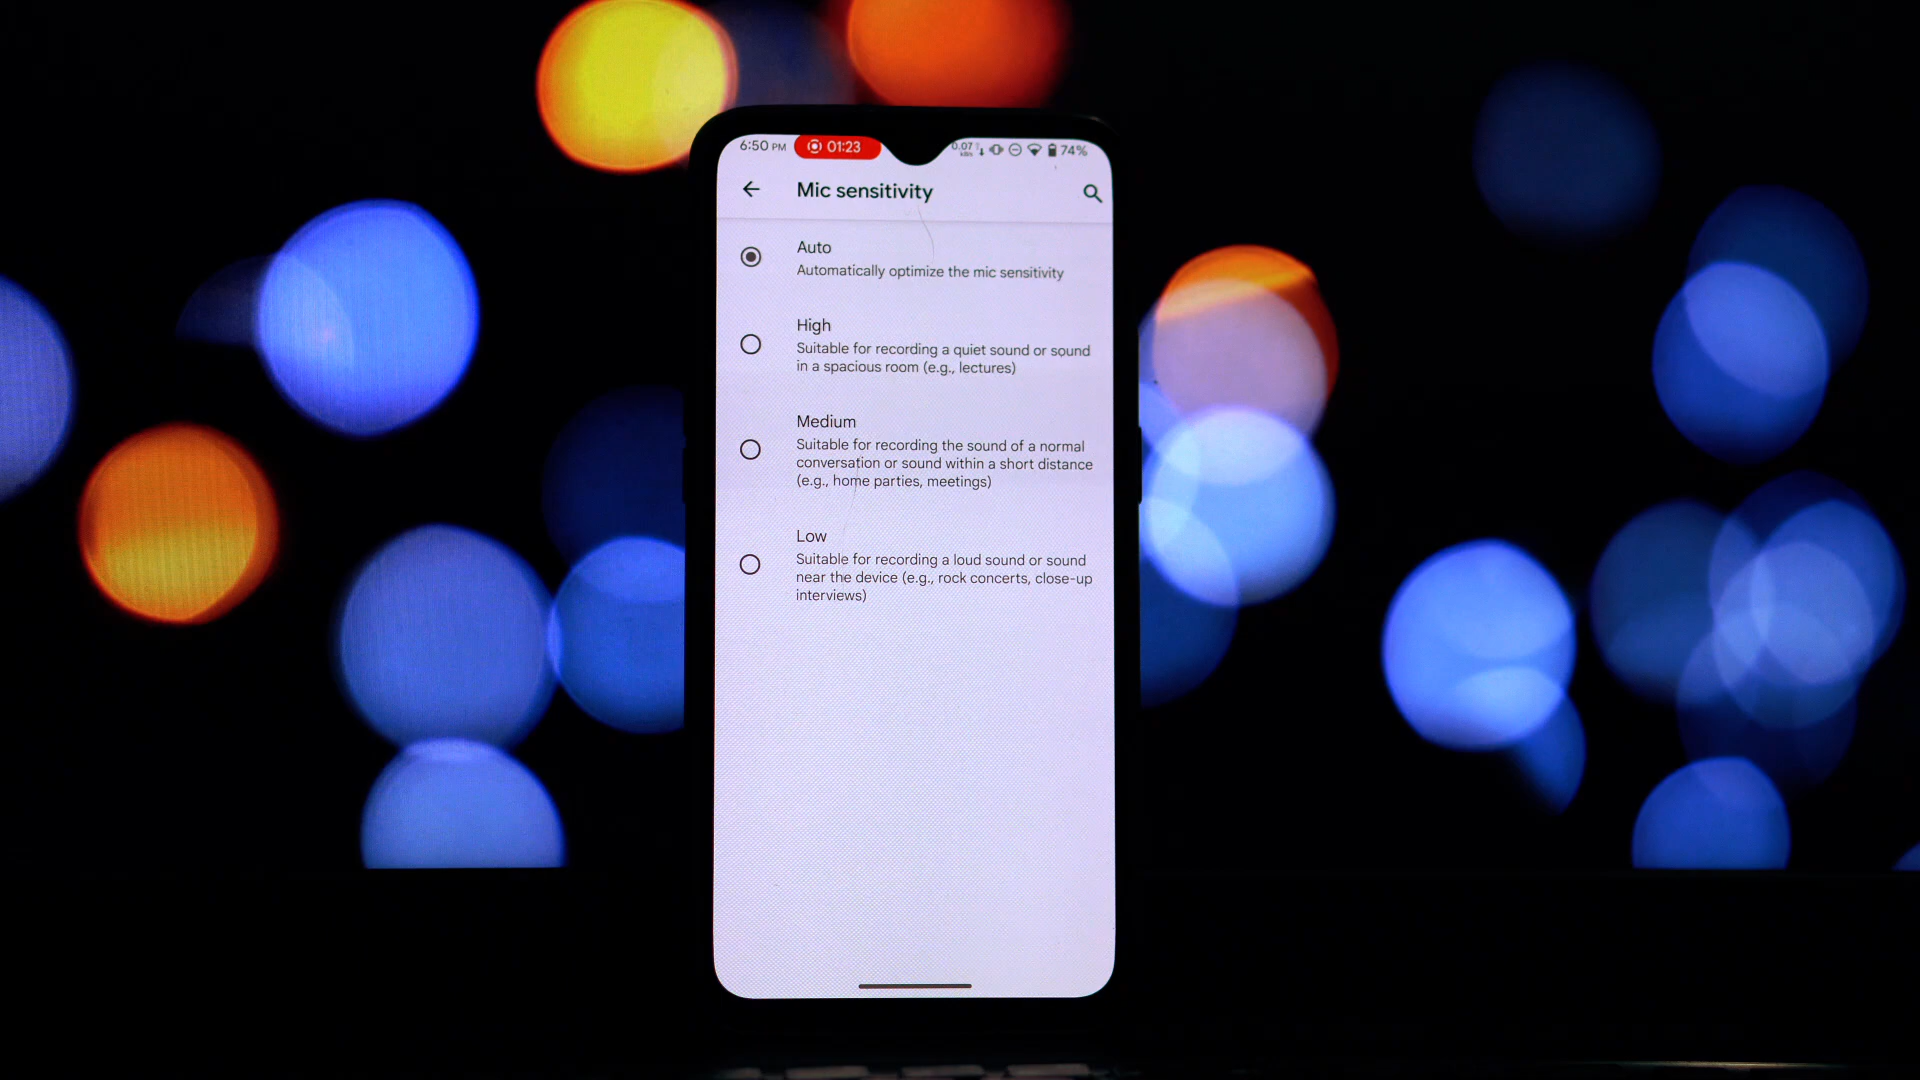 6:50 PM 01:23 0.07 74%
Mic sensitivity
Auto
Automatically optimize the mic sensitivity
High
Suitable for recording a quiet sound or sound
in a spacious room (e.g., lectures)
Medium
Suitable for recording the sound of a normal
conversation or sound within a short distance
(e.g., home parties, meetings)
Low
Suitable for recording a loud sound or sound
near the device (e.g., rock concerts, close-up
interviews)